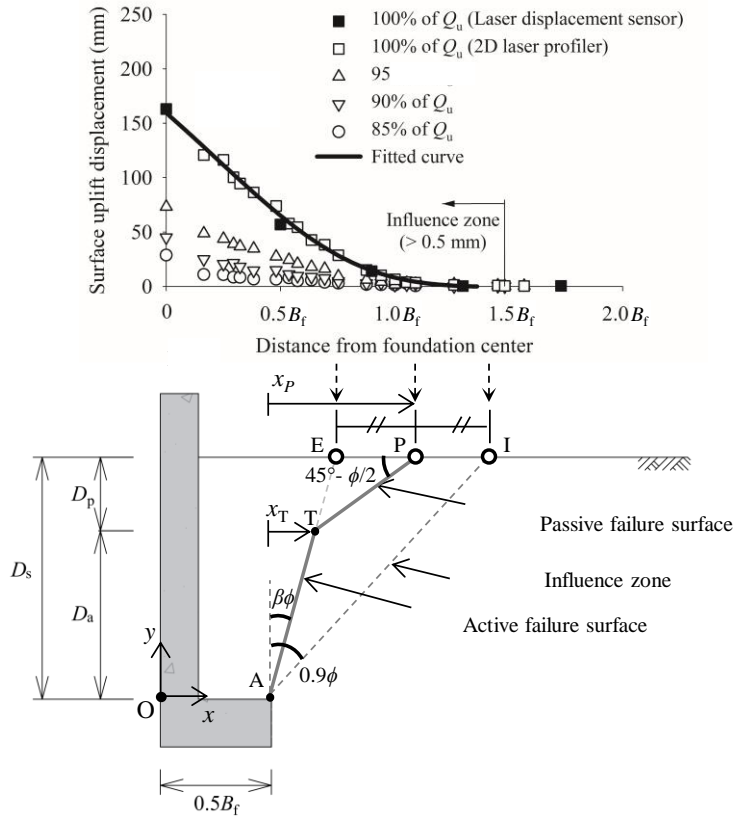 250
200
150
100
50
0
Surface uplift displacement (mm)
100% of Qu (Laser displacement sensor)
100% of Qu (2D laser profiler)
95
90% of Qu
85% of Qu
Fitted curve
Influence zone
(> 0.5 mm)
0 0.5Bf 1.0Bf 1.5Bf 2.0Bf
Distance from foundation center
xP
E P I
45°- ϕ/2
Dp
xT T
Passive failure surface
Ds
Influence zone
Da
βϕ
Active failure surface
y
0.9ϕ
A
O x
0.5Bf